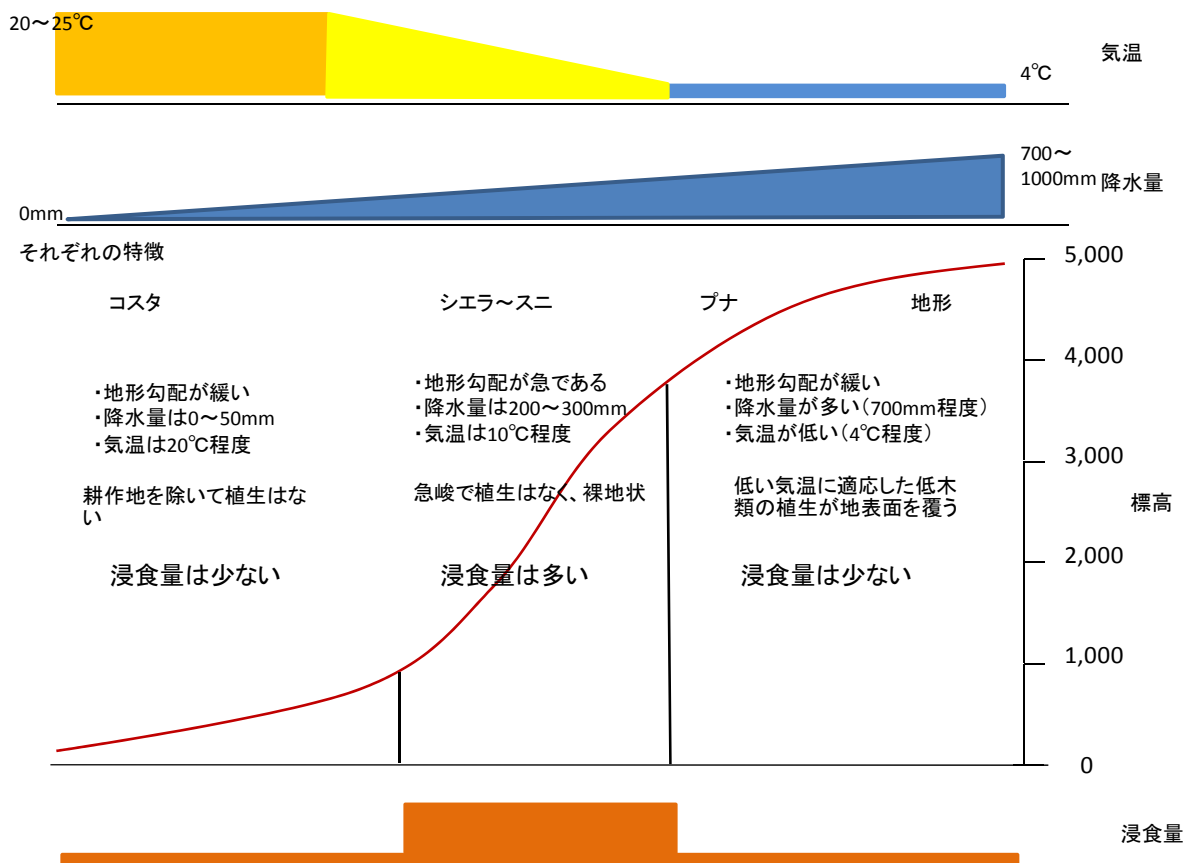 20～25℃
気温
4℃
700～
1000mm
降水量
0mm
それぞれの特徴
5,000
コスタ
シエラ～スニ
プナ
地形
4,000
・地形勾配が緩い
・降水量は0～50mm
・気温は20℃程度
・地形勾配が急である
・降水量は200～300mm
・気温は10℃程度
・地形勾配が緩い
・降水量が多い（700mm程度）
・気温が低い（4℃程度）
3,000
耕作地を除いて植生はな
い
急峻で植生はなく、裸地状
低い気温に適応した低木
類の植生が地表面を覆う
標高
2,000
浸食量は少ない
浸食量は多い
浸食量は少ない
1,000
0
浸食量